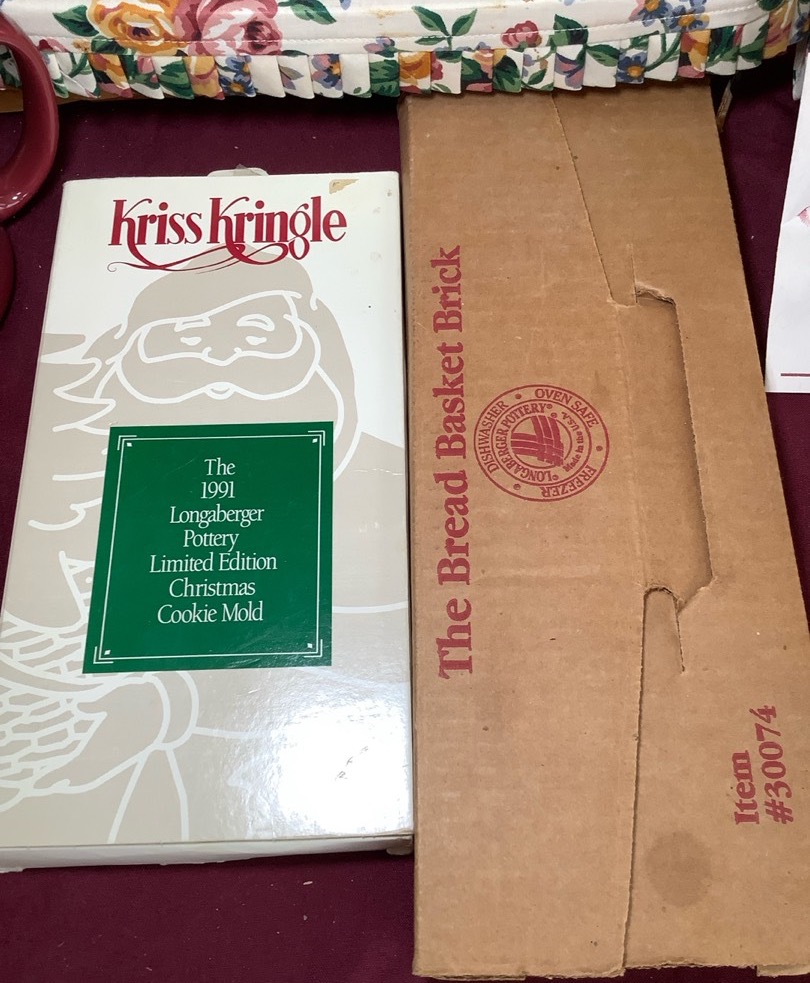 Kriss Kringle
The
1991
Longaberger
Pottery
Limited Edition
Christmas
Cookie Mold
The Bread Basket Brick
DISHWASHER • OVEN SAFE • FREEZER •
LONGABERGER POTTERY®
Made in the U.S.A.
Item
#30074